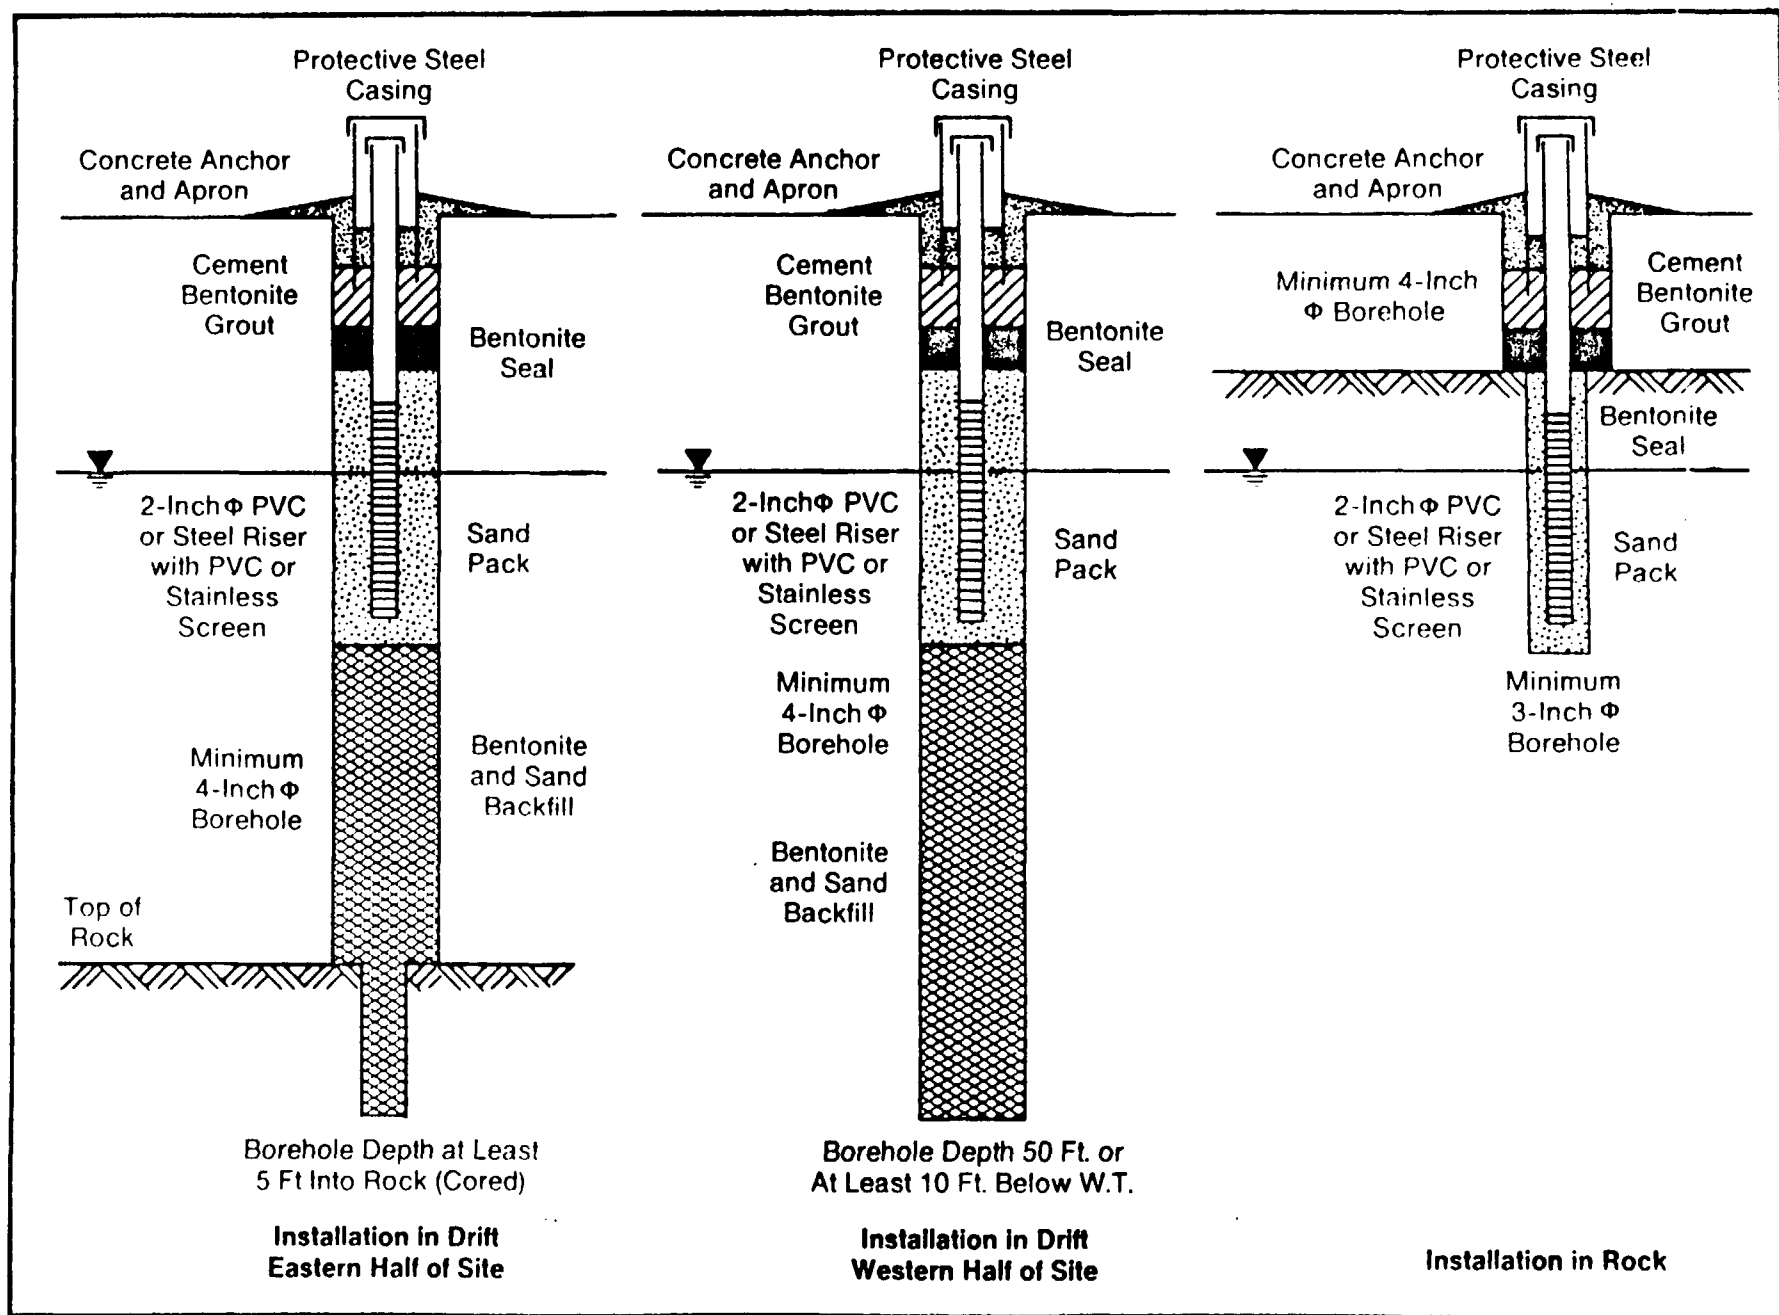 Protective Steel
Casing
Concrete Anchor
and Apron
Cement
Bentonite
Grout
Bentonite
Seal
2-Inch Φ PVC
or Steel Riser
with PVC or
Stainless
Screen
Sand
Pack
Minimum
4-Inch Φ
Borehole
Bentonite
and Sand
Backfill
Top of
Rock
Borehole Depth at Least
5 Ft Into Rock (Cored)
Installation in Drift
Eastern Half of Site
Protective Steel
Casing
Concrete Anchor
and Apron
Cement
Bentonite
Grout
Bentonite
Seal
2-Inch Φ PVC
or Steel Riser
with PVC or
Stainless
Screen
Sand
Pack
Minimum
4-Inch Φ
Borehole
Bentonite
and Sand
Backfill
Borehole Depth 50 Ft. or
At Least 10 Ft. Below W.T.
Installation in Drift
Western Half of Site
Protective Steel
Casing
Concrete Anchor
and Apron
Minimum 4-Inch
Φ Borehole
Cement
Bentonite
Grout
Bentonite
Seal
2-Inch Φ PVC
or Steel Riser
with PVC or
Stainless
Screen
Sand
Pack
Minimum
3-Inch Φ
Borehole
Installation in Rock